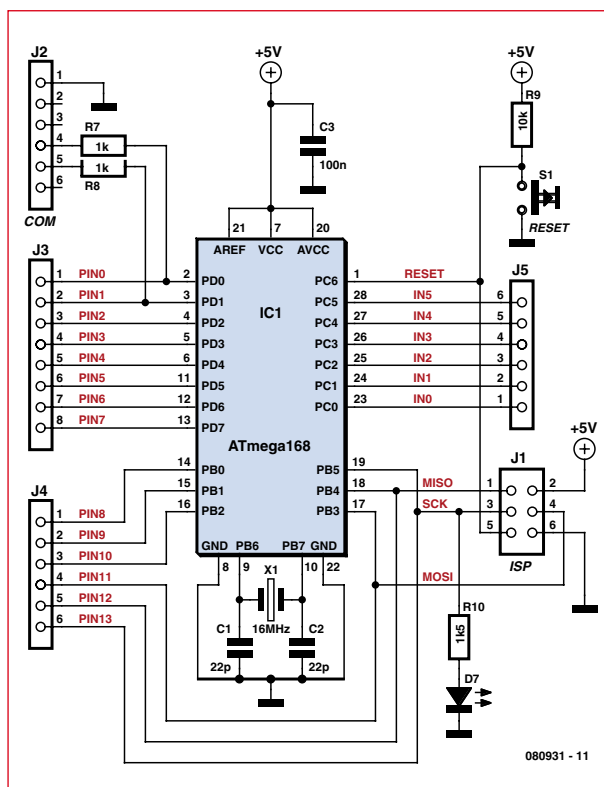 J2
1
2
3
4
5
6
COM
R7
1k
1k
R8
+5V
C3
100n
+5V
R9
10k
S1
RESET
J3
1 PIN0 2 PD0
2 PIN1 3 PD1
3 PIN2 4 PD2
4 PIN3 5 PD3
5 PIN4 6 PD4
6 PIN5 11 PD5
7 PIN6 12 PD6
8 PIN7 13 PD7
21 7 20
AREF VCC AVCC
IC1
ATmega168
PC6 1 RESET
PC5 28 IN5 6
PC4 27 IN4 5
PC3 26 IN3 4
PC2 25 IN2 3
PC1 24 IN1 2
PC0 23 IN0 1
J5
J4
14 PB0
15 PB1
16 PB2
1 PIN8
2 PIN9
3 PIN10
4 PIN11
5 PIN12
6 PIN13
PB5 19
PB4 18 MISO
SCK
PB3 17
MOSI
+5V
J1
1 2
3 4
5 6
ISP
GND PB6 PB7 GND
8 9 10 22
X1
16MHz
C1
22p
C2
22p
R10
1k5
D7
080931 - 11